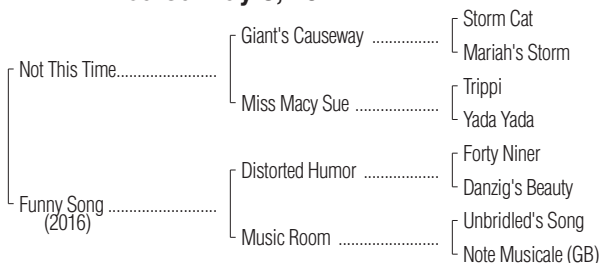 Giant's Causeway ..................
Storm Cat
Mariah's Storm
Not This Time.......................
Miss Macy Sue ....................
Trippi
Yada Yada
Distorted Humor ..................
Forty Niner
Danzig's Beauty
Funny Song .........................
(2016)
Music Room ........................
Unbridled's Song
Note Musicale (GB)